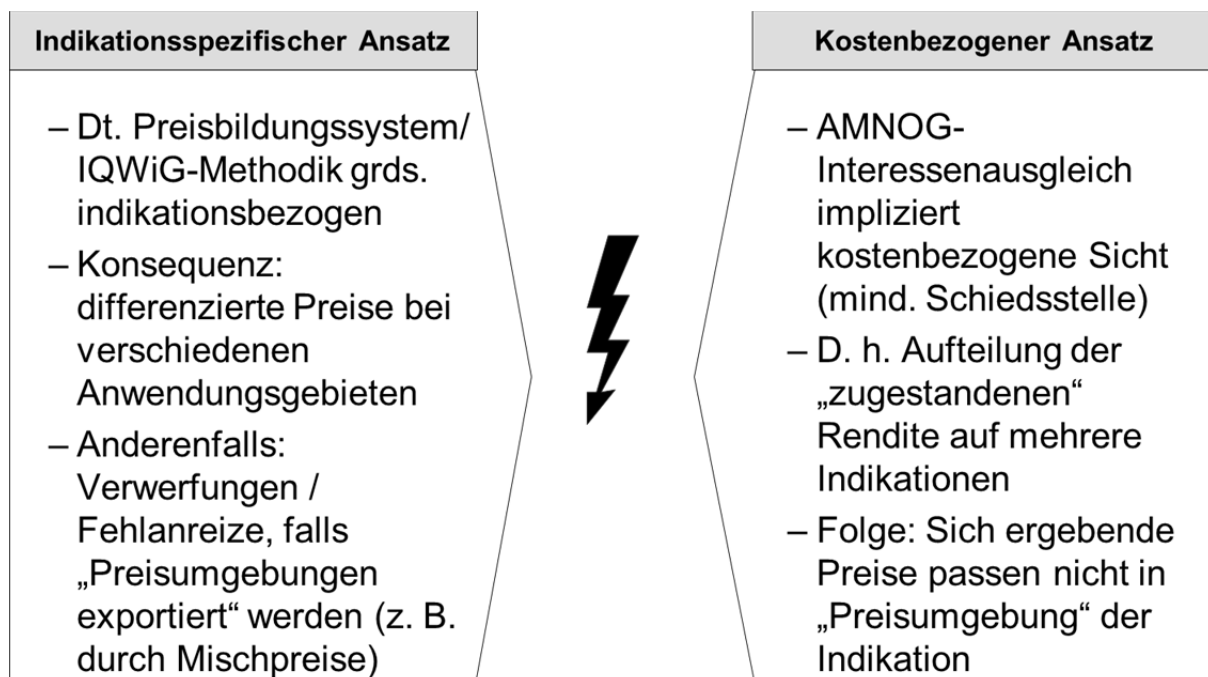 Indikationsspezifischer Ansatz
– Dt. Preisbildungssystem/
IQWiG-Methodik grds.
indikationsbezogen
– Konsequenz:
differenzierte Preise bei
verschiedenen
Anwendungsgebieten
– Anderenfalls:
Verwerfungen /
Fehlanreize, falls
„Preisumgebungen
exportiert“ werden (z. B.
durch Mischpreise)
Kostenbezogener Ansatz
– AMNOG-
Interessenausgleich
impliziert
kostenbezogene Sicht
(mind. Schiedsstelle)
– D. h. Aufteilung der
„zugestandenen“
Rendite auf mehrere
Indikationen
– Folge: Sich ergebende
Preise passen nicht in
„Preisumgebung“ der
Indikation